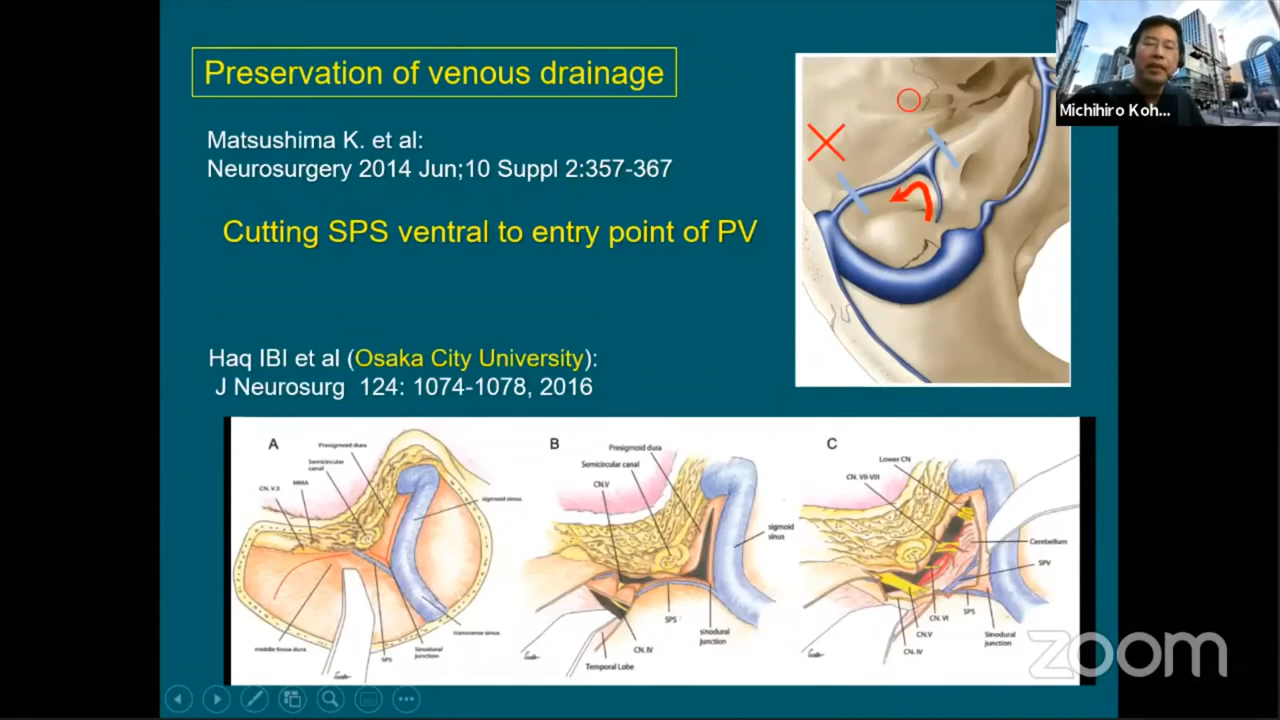 Preservation of venous drainage
Michihiro Koh...
Matsushima K. et al:
Neurosurgery 2014 Jun;10 Suppl 2:357-367
Cutting SPS ventral to entry point of PV
Haq IBI et al (Osaka City University):
J Neurosurg 124: 1074-1078, 2016
A
Presigmoid dura
Semicircular
canal
MMA
CN. V.3
sigmoid sinus
transverse sinus
Sinodural
junction
SPS
middle fossa dura
B
Presigmoid dura
Semicircular canal
CN.V
sigmoid
sinus
SPS
sinodural
junction
CN. IV
Temporal Lobe
C
Lower CN
CN. VII-VIII
Cerebellum
SPV
SPS
CN. VI
Sinodural
junction
CN.V
CN. IV
zoom